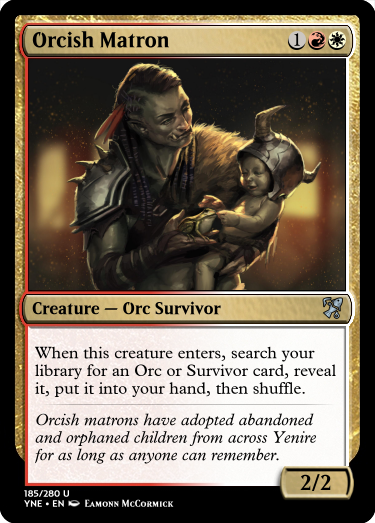 Orcish Matron 1
Creature — Orc Survivor
When this creature enters, search your
library for an Orc or Survivor card, reveal
it, put it into your hand, then shuffle.
Orcish matrons have adopted abandoned
and orphaned children from across Yenire
for as long as anyone can remember.
2/2
185/280 U
YNE • EN Eamonn McCormick